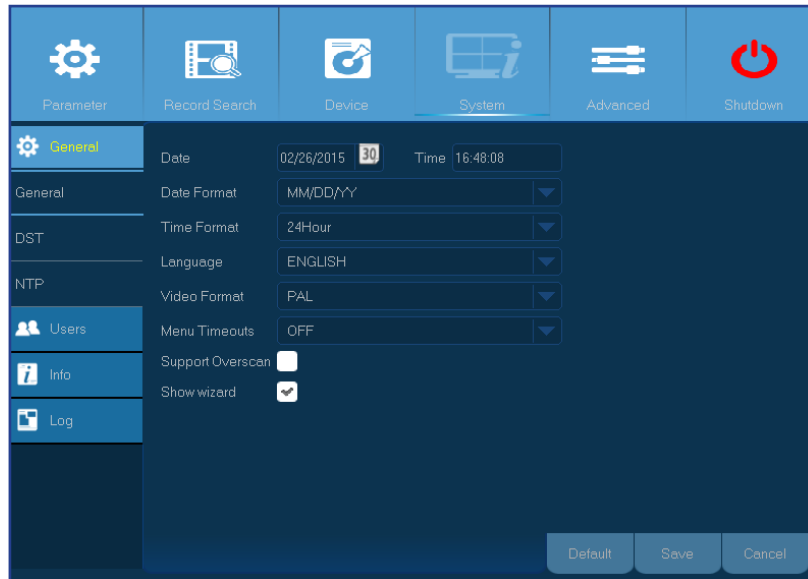 Parameter Record Search Device System Advanced Shutdown
General
General
DST
NTP
Users
Info
Log
Date 02/26/2015 30 Time 16:48:08
Date Format MM/DD/YY
Time Format 24Hour
Language ENGLISH
Video Format PAL
Menu Timeouts OFF
Support Overscan
Show wizard
Default Save Cancel